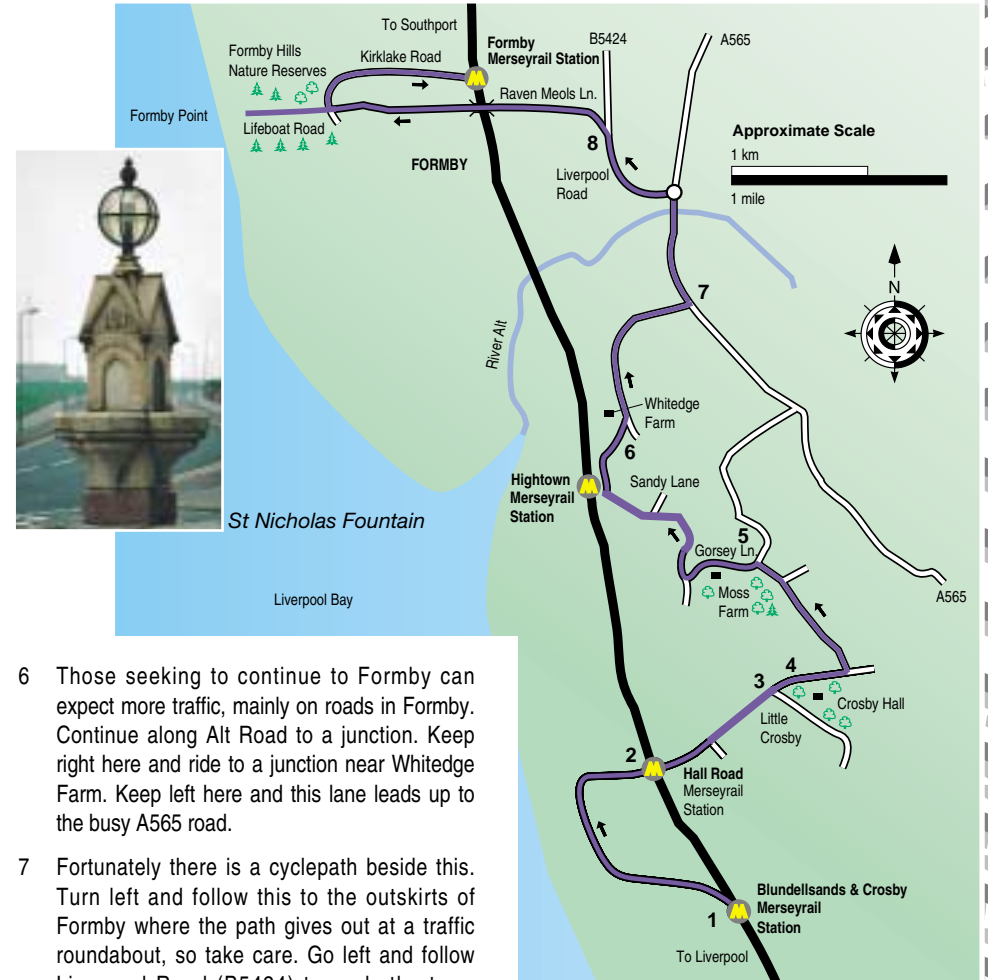 To Southport
Formby
Merseyrail Station
B5424
A565
Formby Hills
Nature Reserves
Kirklake Road
Raven Meols Ln.
Formby Point
Lifeboat Road
FORMBY
8
Liverpool
Road
Approximate Scale
1 km
1 mile
N
7
River Alt
Whitedge
Farm
6
Hightown
Merseyrail
Station
Sandy Lane
St Nicholas Fountain
5
Gorsey Ln.
Moss
Farm
A565
Liverpool Bay
4
3
Crosby Hall
Little
Crosby
2
Hall Road
Merseyrail
Station
Blundellsands & Crosby
Merseyrail
Station
1
To Liverpool
6 Those seeking to continue to Formby can
expect more traffic, mainly on roads in Formby.
Continue along Alt Road to a junction. Keep
right here and ride to a junction near Whitedge
Farm. Keep left here and this lane leads up to
the busy A565 road.
7 Fortunately there is a cyclepath beside this.
Turn left and follow this to the outskirts of
Formby where the path gives out at a traffic
roundabout, so take care. Go left and follow